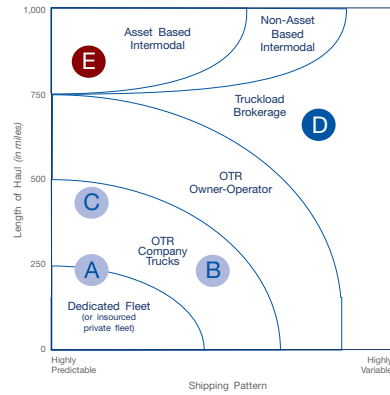 1,000
750
500
250
0
Length of Haul (in miles)
Asset Based
Intermodal
Non-Asset
Based
Intermodal
E
Truckload
Brokerage
D
OTR
Owner-Operator
C
OTR
Company
Trucks
A
B
Dedicated Fleet
(or insourced
private fleet)
Highly
Predictable
Highly
Variable
Shipping Pattern